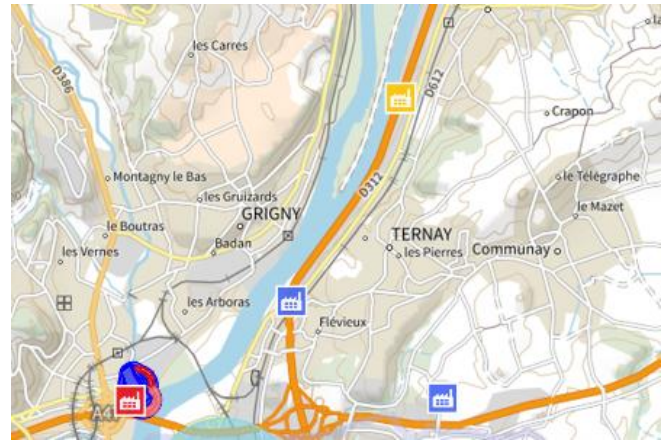 les Carres
D386
D612
Crapon
D312
Montagny le Bas
le Télégraphe
les Gruizards
le Mazet
GRIGNY
le Boutras
TERNAY
les Vernes
Badan
les Pierres
Communay
les Arboras
Flévieux